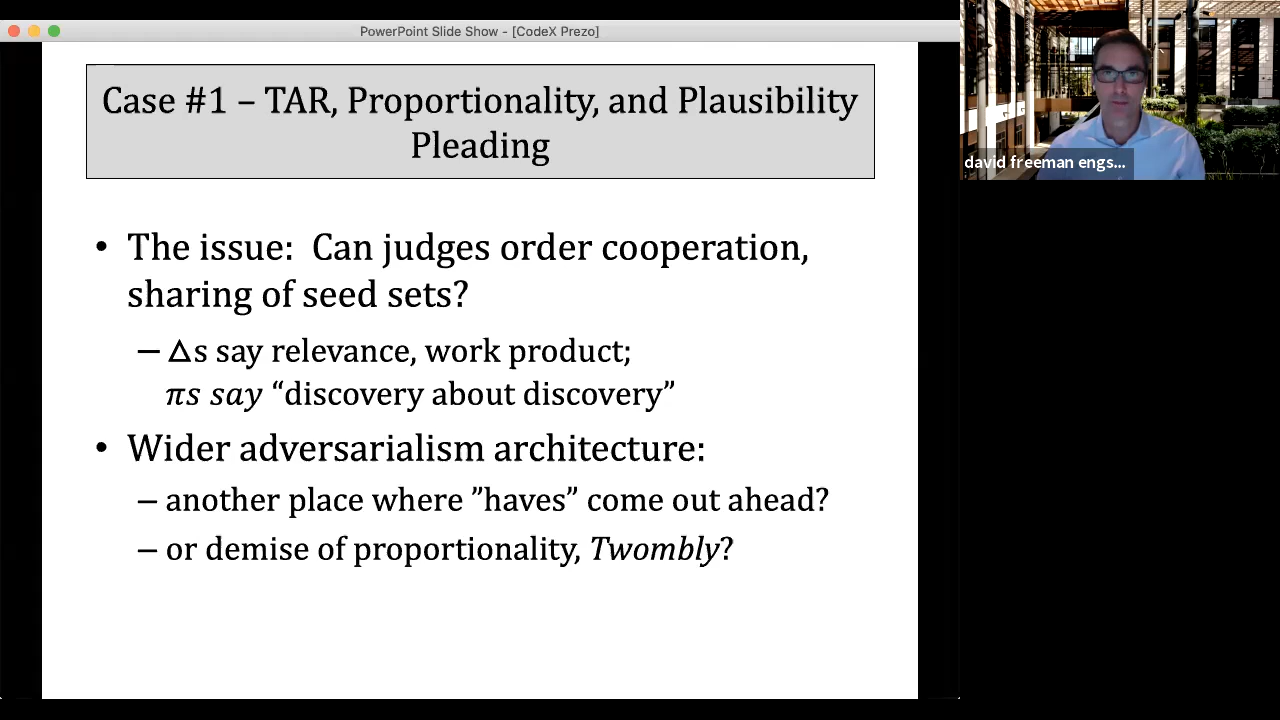 PowerPoint Slide Show - [CodeX Prezo]
Case #1 – TAR, Proportionality, and Plausibility
Pleading
• The issue:  Can judges order cooperation,
sharing of seed sets?
– Δs say relevance, work product;
πs say “discovery about discovery”
• Wider adversarialism architecture:
– another place where ”haves” come out ahead?
– or demise of proportionality, Twombly?
david freeman engs...